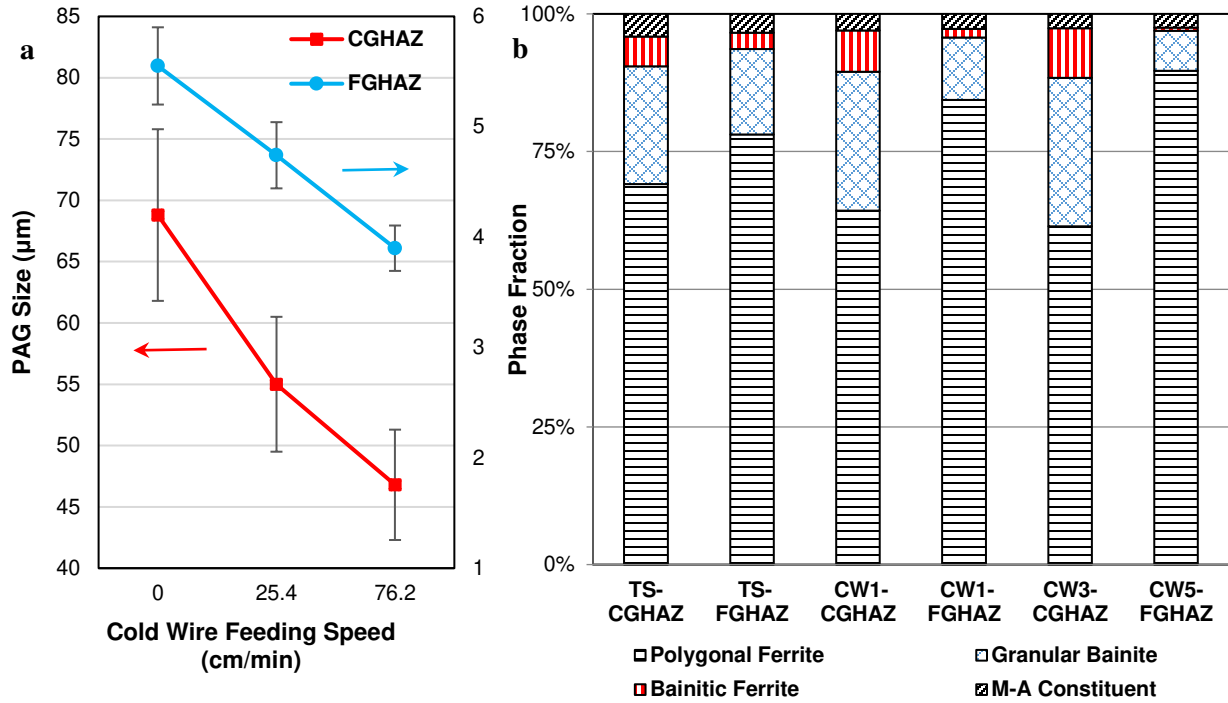 a
CGHAZ
FGHAZ
85
80
75
70
65
60
55
50
45
40
PAG Size (μm)
6
5
4
3
2
1
0
25.4
76.2
Cold Wire Feeding Speed
(cm/min)
b
100%
75%
50%
25%
0%
Phase Fraction
TS-
CGHAZ
TS-
FGHAZ
CW1-
CGHAZ
CW1-
FGHAZ
CW3-
CGHAZ
CW5-
FGHAZ
Polygonal Ferrite
Granular Bainite
Bainitic Ferrite
M-A Constituent